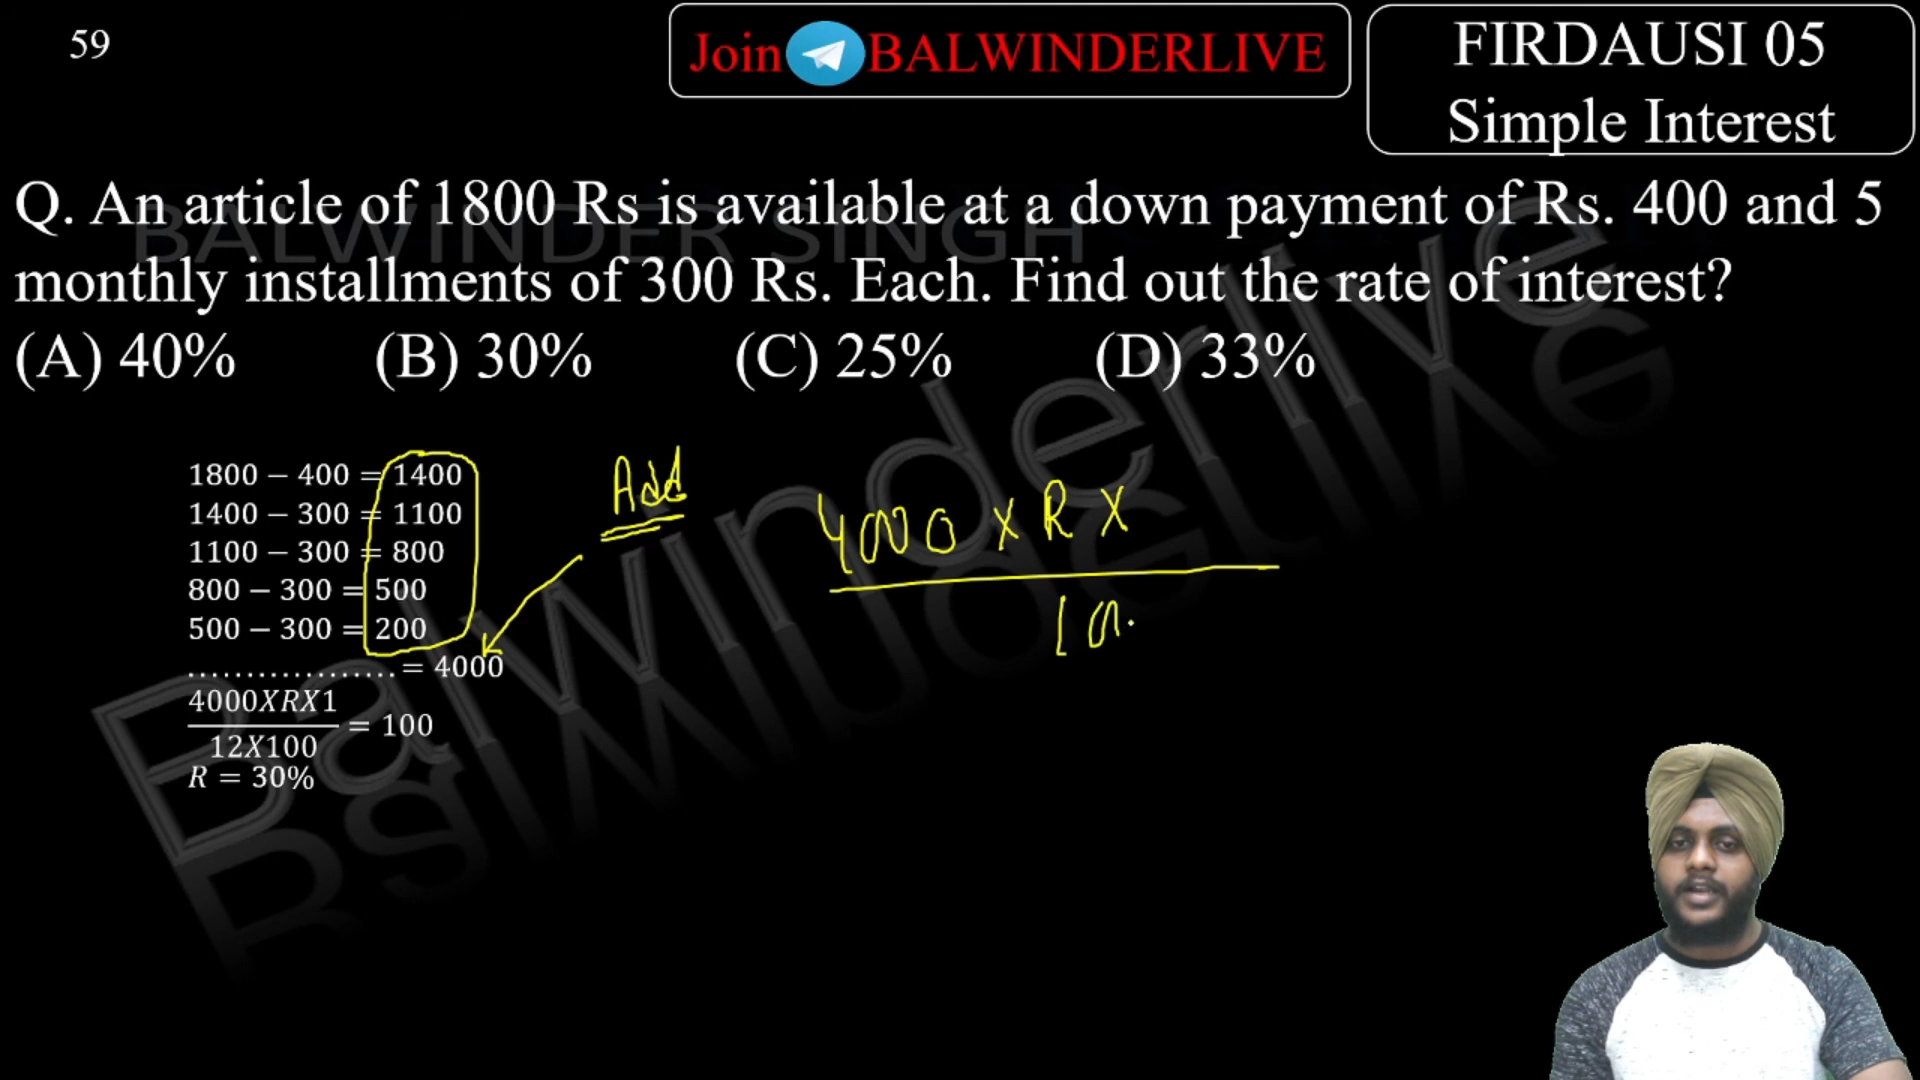 59
Join BALWINDERLIVE
FIRDAUSI 05
Simple Interest
Q. An article of 1800 Rs is available at a down payment of Rs. 400 and 5
monthly installments of 300 Rs. Each. Find out the rate of interest?
(A) 40% (B) 30% (C) 25% (D) 33%
BALWINDER SINGH
Balwinderlive
1800 – 400 = 1400
1400 – 300 = 1100
1100 – 300 = 800
800 – 300 = 500
500 – 300 = 200
.................. = 4000
4000XRX1
12X100
= 100
R = 30%
Add
4000 X R X